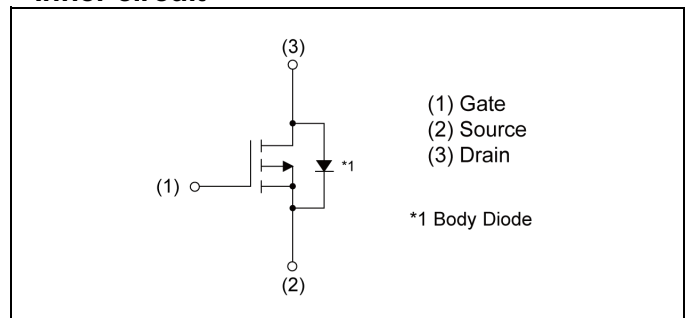 (3)
(1) Gate
(2) Source
(3) Drain
*1
(1)
*1 Body Diode
(2)